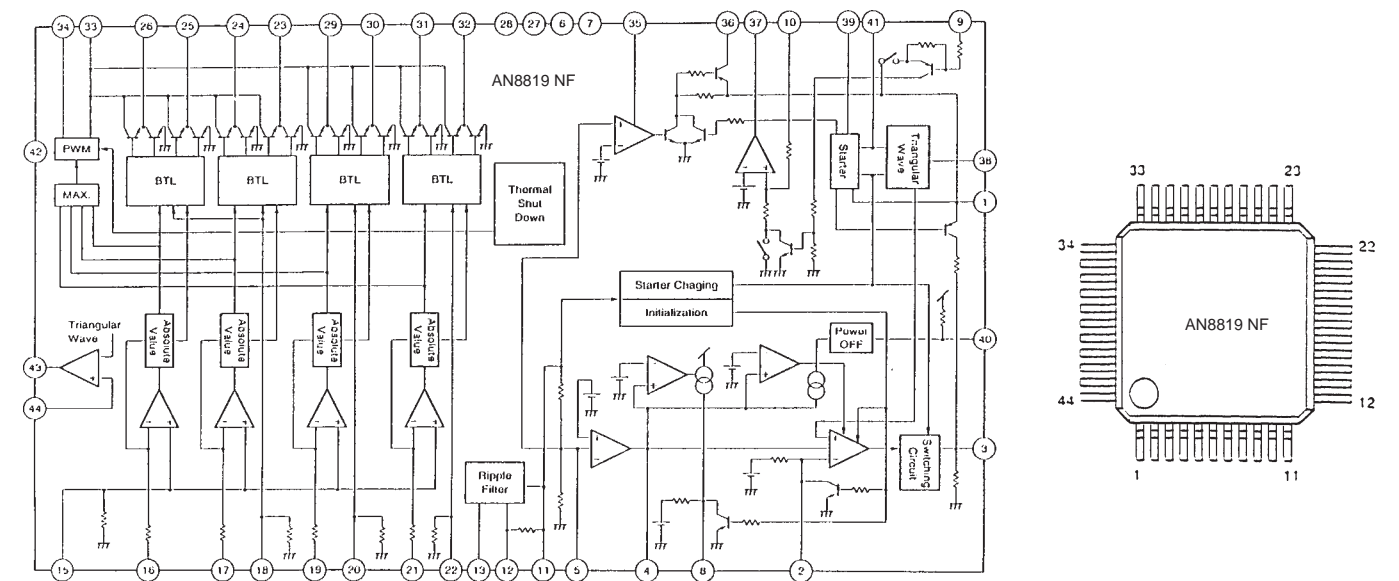 34 33 26 25 24 23 29 30 31 32 28 27 6 7 35 36 37 10 39 41 9
AN8819 NF
42
PWM
MAX.
BTL
BTL
BTL
BTL
Thermal
Shut
Down
Starter
Triangular
Wave
38
1
Starter Chaging
Initialization
Power
OFF
40
Triangular
Wave
43
44
Absolute
Value
Absolute
Value
Absolute
Value
Absolute
Value
Ripple
Filter
Switching
Circuit
3
15 16 17 18 19 20 21 22 13 12 11 5 4 8 2
33 23
34 22
AN8819 NF
44 12
1 11